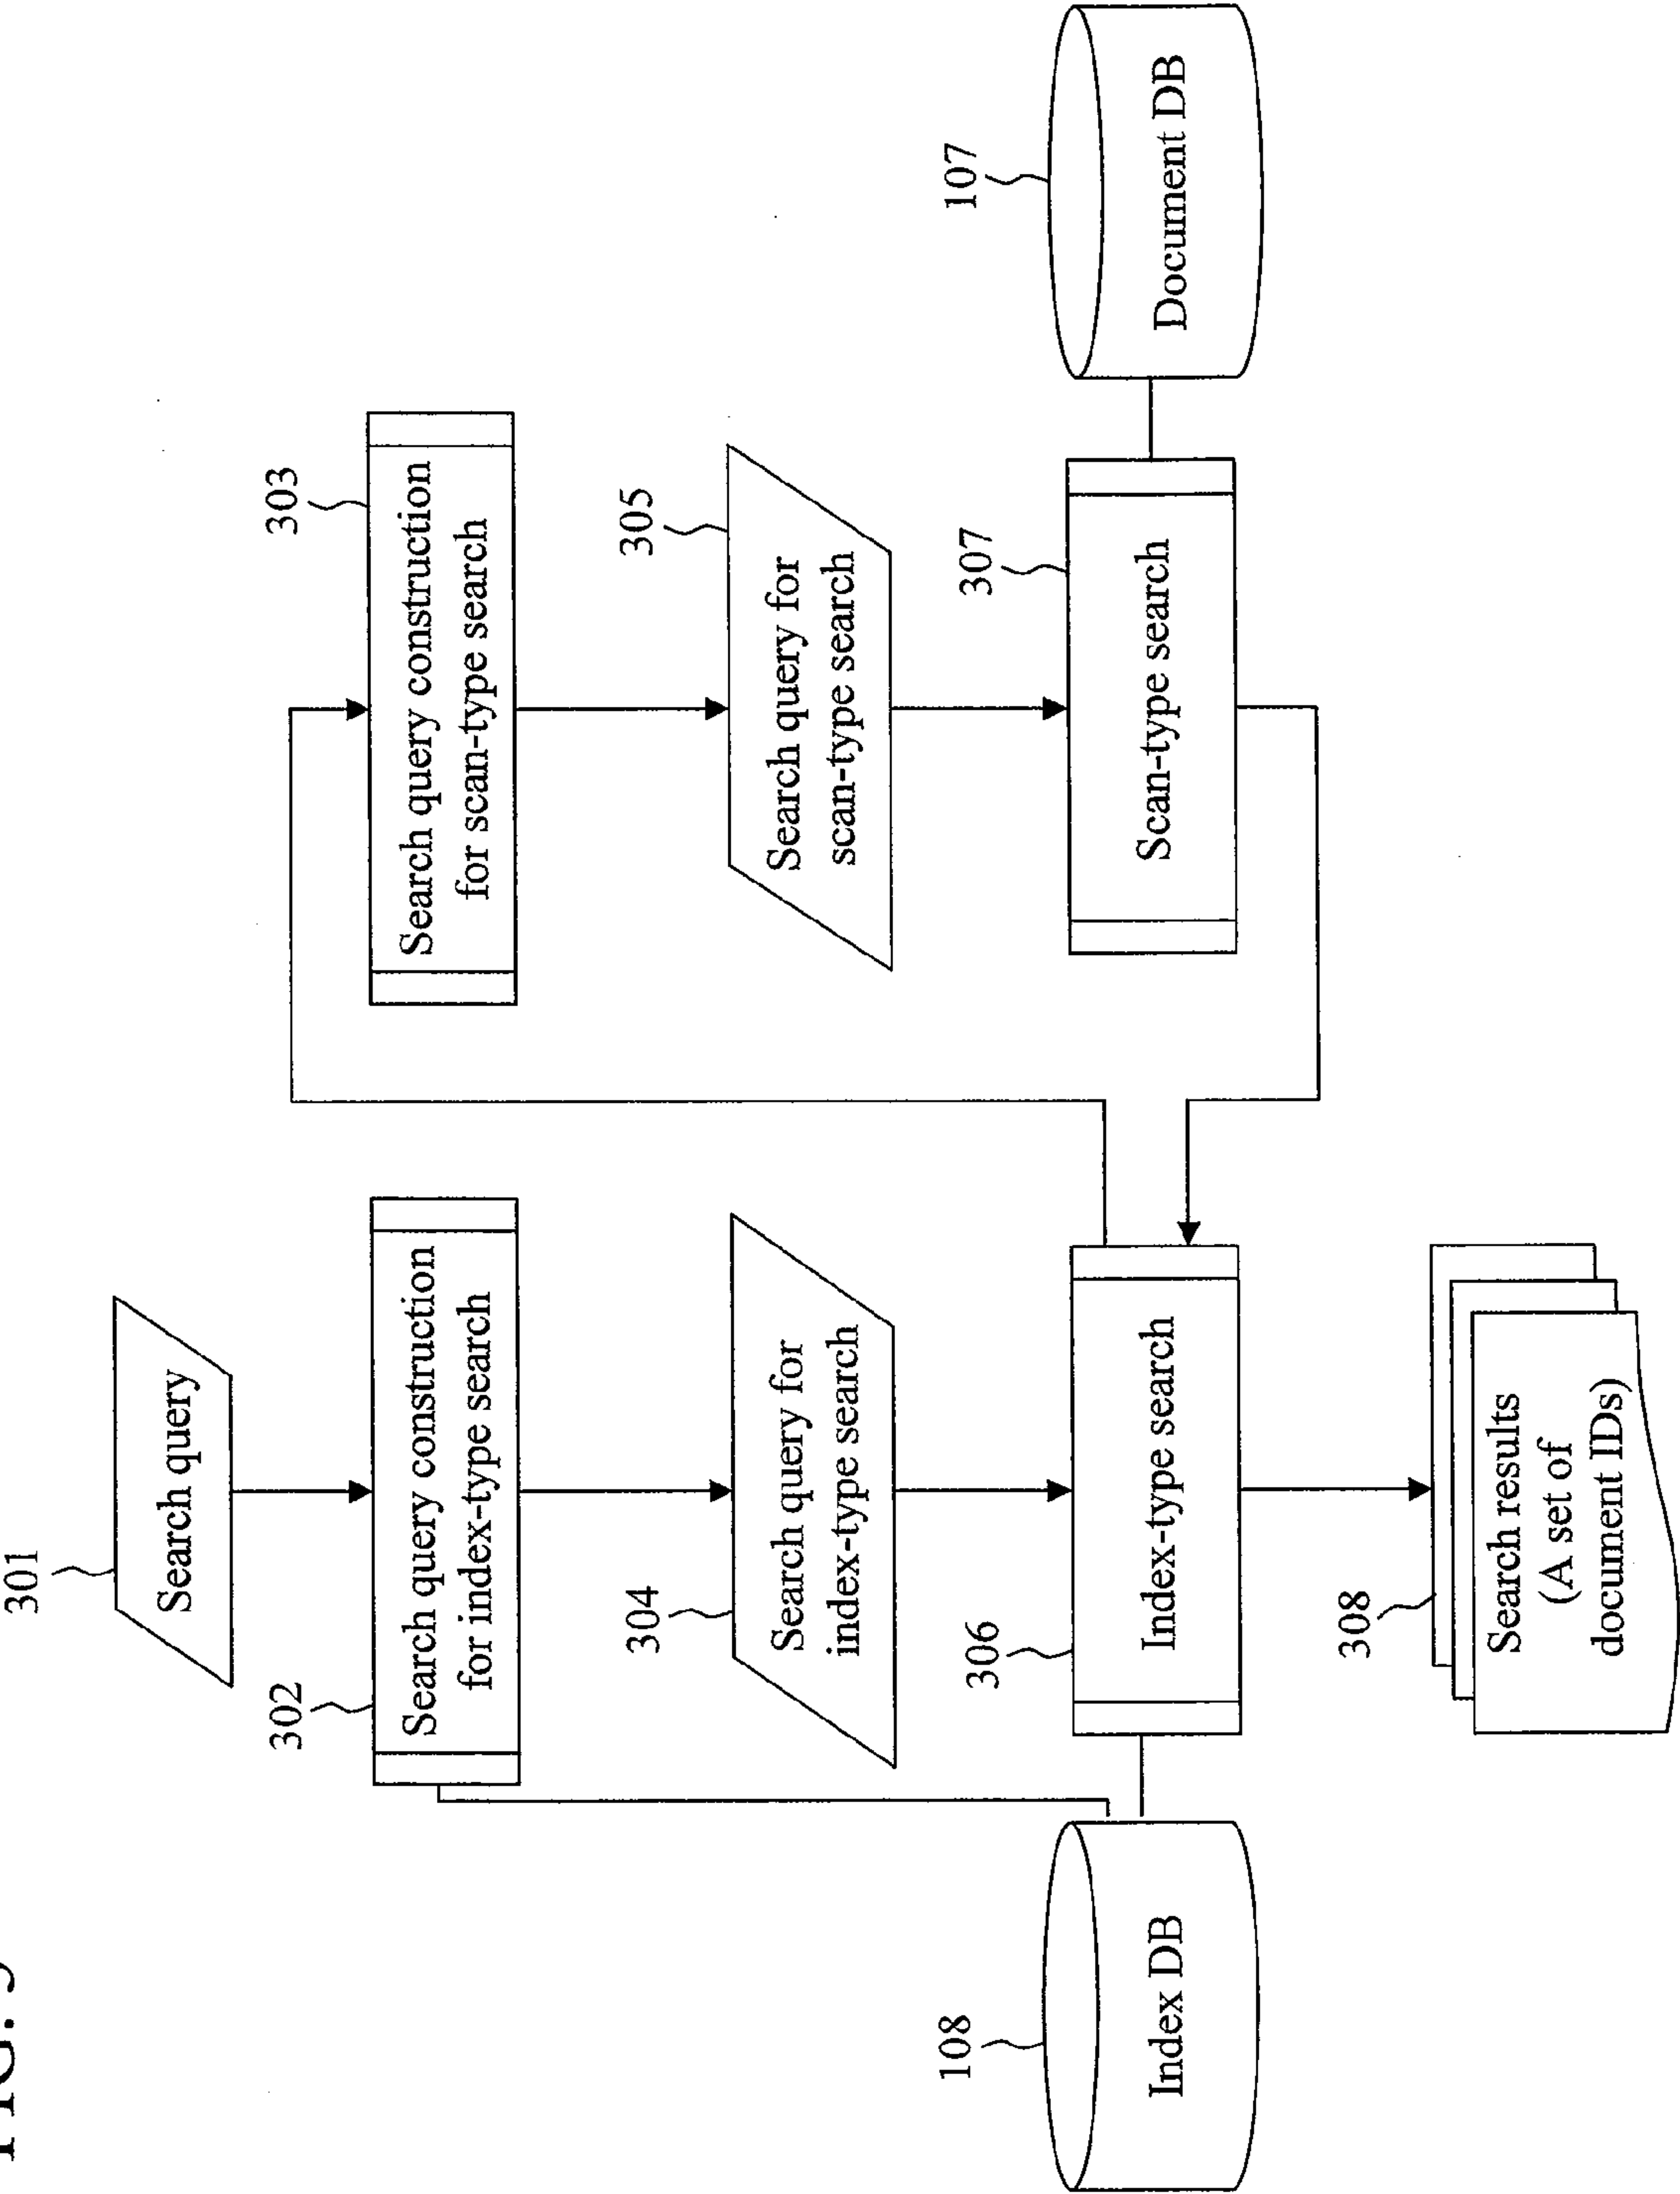 FIG.
301
Search query
302
Search query construction
for index-type search
303
Search query construction
for scan-type search
304
Search query for
index-type search
305
Search query for
scan-type search
108
Index DB
306
Index-type search
307
Scan-type search
107
Document DB
308
Search results
(A set of
document IDs)